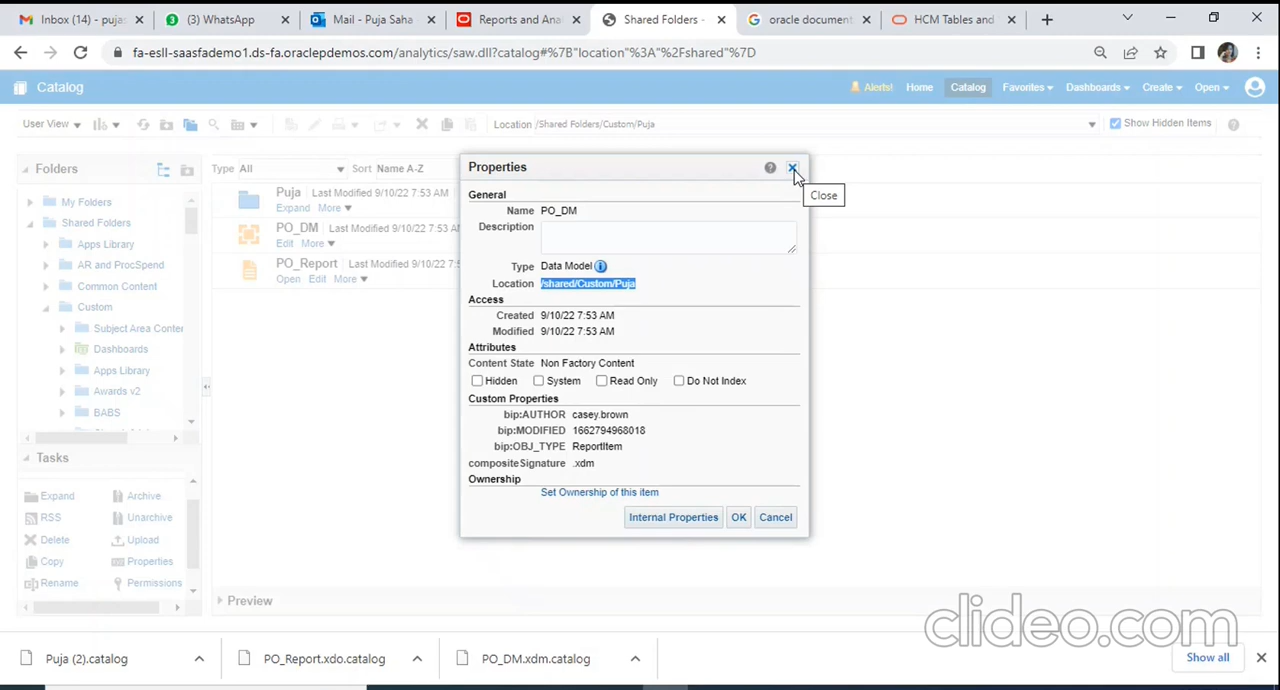 Inbox (14) - pujas
(3) WhatsApp
Mail - Puja Saha
Reports and Anal
Shared Folders -
oracle document
HCM Tables and
fa-esll-saasfademo1.ds-fa.oraclepdemos.com/analytics/saw.dll?catalog#%7B"location"%3A"%2Fshared"%7D
Catalog
Alerts!
Home
Catalog
Favorites
Dashboards
Create
Open
User View
Location /Shared Folders/Custom/Puja
Show Hidden Items
Folders
Type All
Sort Name A-Z
My Folders
Shared Folders
Apps Library
AR and ProcSpend
Common Content
Custom
Subject Area Conter
Dashboards
Apps Library
Awards v2
BABS
Puja Last Modified 9/10/22 7:53 AM
Expand More
PO_DM Last Modified 9/10/22 7:53 A
Edit More
PO_Report Last Modified 9/10/22 7:5
Open Edit More
Properties
Close
General
Name PO_DM
Description
Type Data Model
Location /shared/Custom/Puja
Access
Created 9/10/22 7:53 AM
Modified 9/10/22 7:53 AM
Attributes
Content State Non Factory Content
Hidden System Read Only Do Not Index
Custom Properties
bip:AUTHOR casey.brown
bip:MODIFIED 1662794968018
bip:OBJ_TYPE ReportItem
compositeSignature .xdm
Ownership
Set Ownership of this item
Internal Properties OK Cancel
Tasks
Expand Archive
RSS Unarchive
Delete Upload
Copy Properties
Rename Permissions
Preview
clideo.com
Puja (2).catalog
PO_Report.xdo.catalog
PO_DM.xdm.catalog
Show all